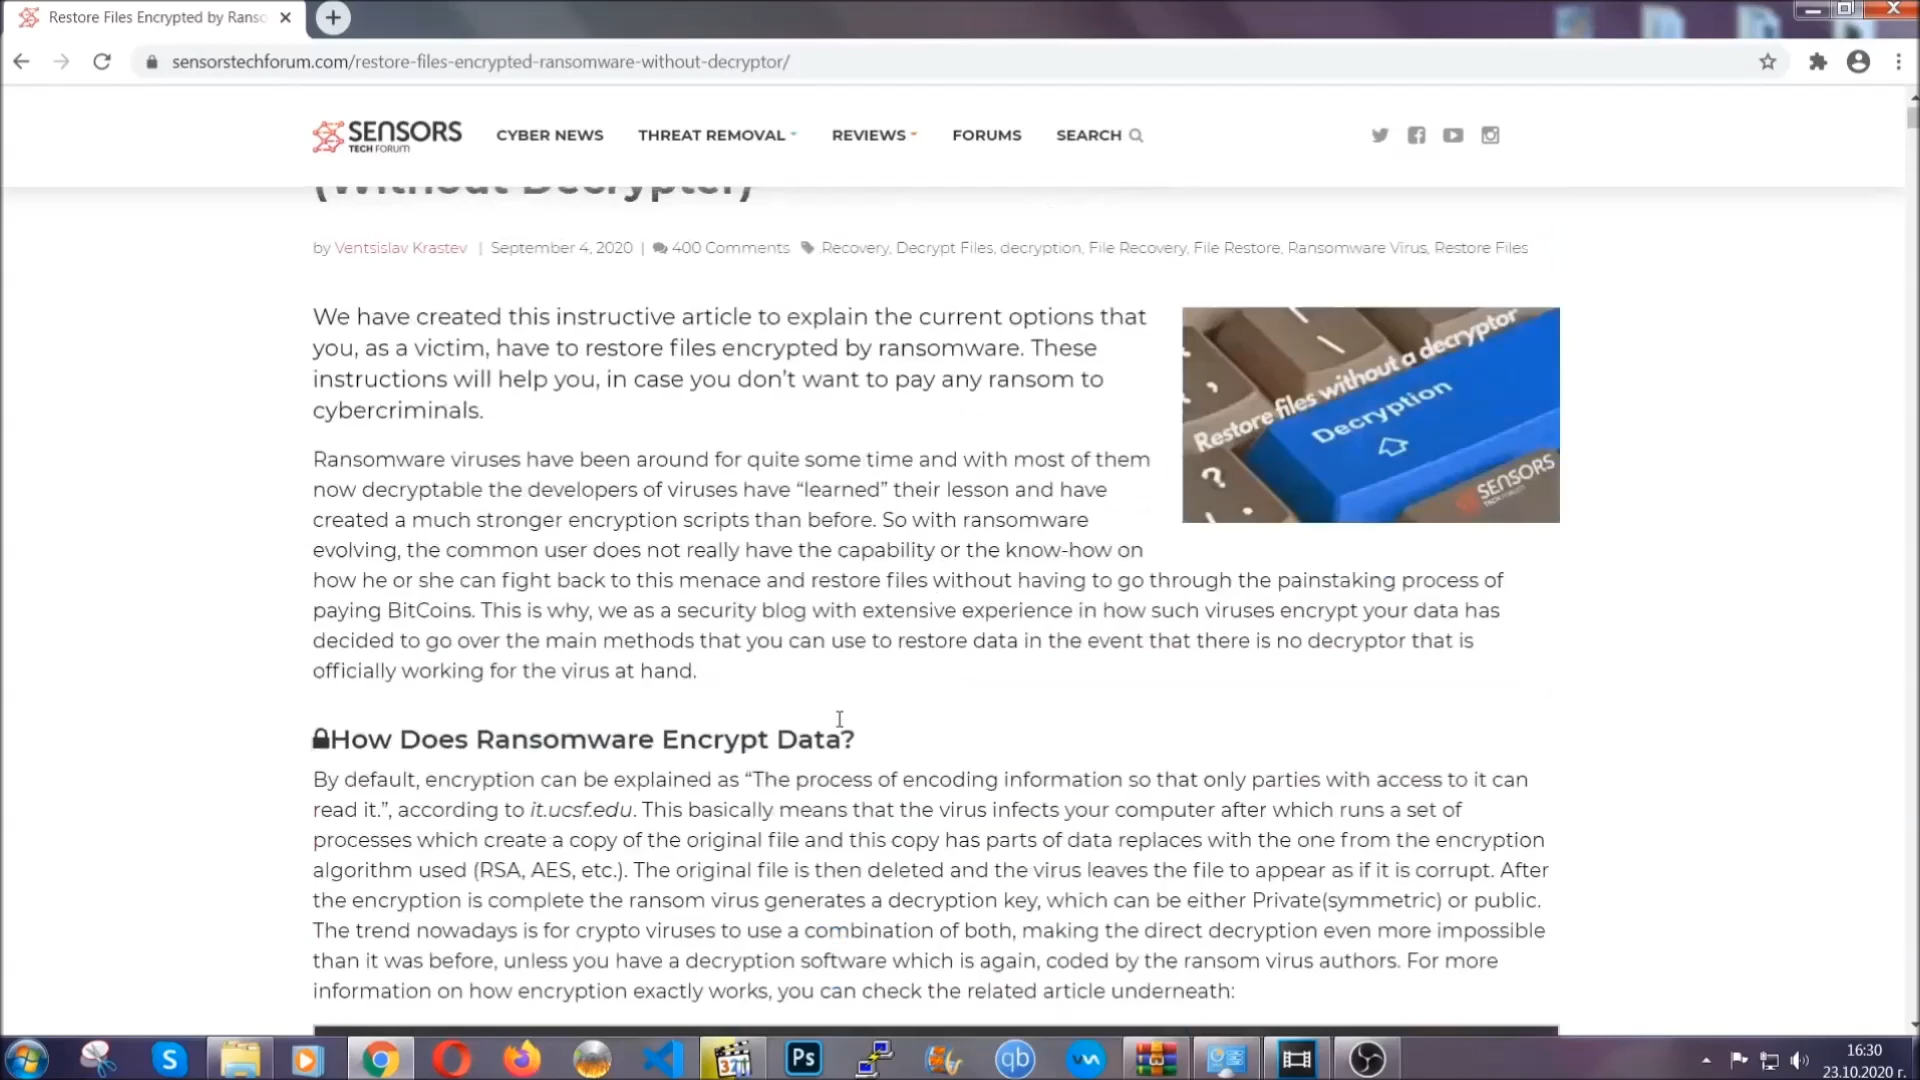 Restore Files Encrypted by Ranso
sensorstechforum.com/restore-files-encrypted-ransomware-without-decryptor/
SENSORS
TECH FORUM
CYBER NEWS THREAT REMOVAL REVIEWS FORUMS SEARCH
(Without Decrypter)
by Ventsislav Krastev | September 4, 2020 | 400 Comments Recovery, Decrypt Files, decryption, File Recovery, File Restore, Ransomware Virus, Restore Files
We have created this instructive article to explain the current options that
you, as a victim, have to restore files encrypted by ransomware. These
instructions will help you, in case you don’t want to pay any ransom to
cybercriminals.
Restore files without a decryptor
Decryption
SENSORS
Ransomware viruses have been around for quite some time and with most of them
now decryptable the developers of viruses have “learned” their lesson and have
created a much stronger encryption scripts than before. So with ransomware
evolving, the common user does not really have the capability or the know-how on
how he or she can fight back to this menace and restore files without having to go through the painstaking process of
paying BitCoins. This is why, we as a security blog with extensive experience in how such viruses encrypt your data has
decided to go over the main methods that you can use to restore data in the event that there is no decryptor that is
officially working for the virus at hand.
How Does Ransomware Encrypt Data?
By default, encryption can be explained as “The process of encoding information so that only parties with access to it can
read it.”, according to it.ucsf.edu. This basically means that the virus infects your computer after which runs a set of
processes which create a copy of the original file and this copy has parts of data replaces with the one from the encryption
algorithm used (RSA, AES, etc.). The original file is then deleted and the virus leaves the file to appear as if it is corrupt. After
the encryption is complete the ransom virus generates a decryption key, which can be either Private(symmetric) or public.
The trend nowadays is for crypto viruses to use a combination of both, making the direct decryption even more impossible
than it was before, unless you have a decryption software which is again, coded by the ransom virus authors. For more
information on how encryption exactly works, you can check the related article underneath:
S
321
Ps
qb
16:30
23.10.2020 г.